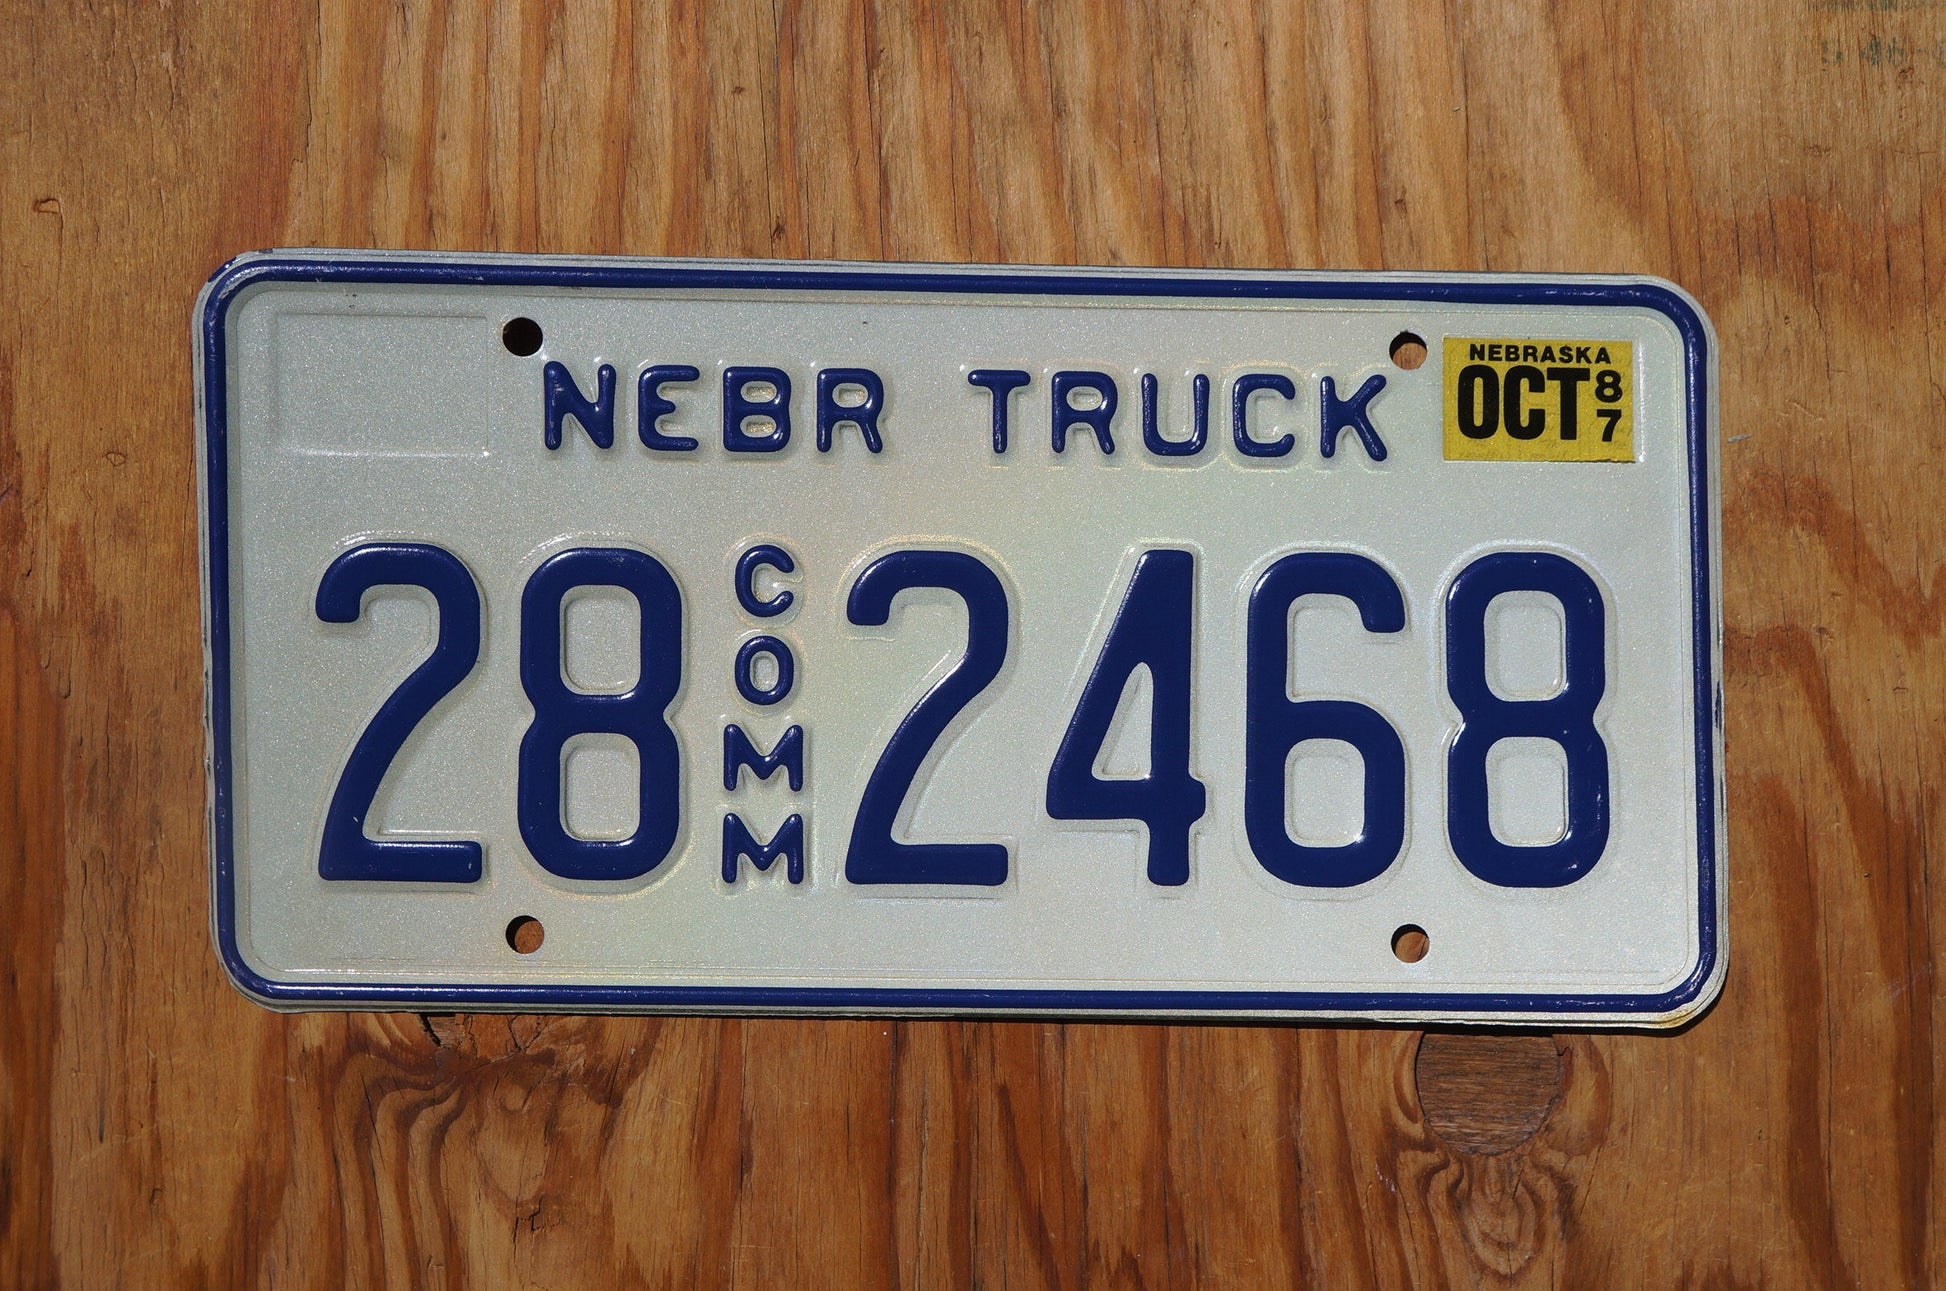 NEBR TRUCK
NEBRASKA
OCT 87
28 COMM 2468